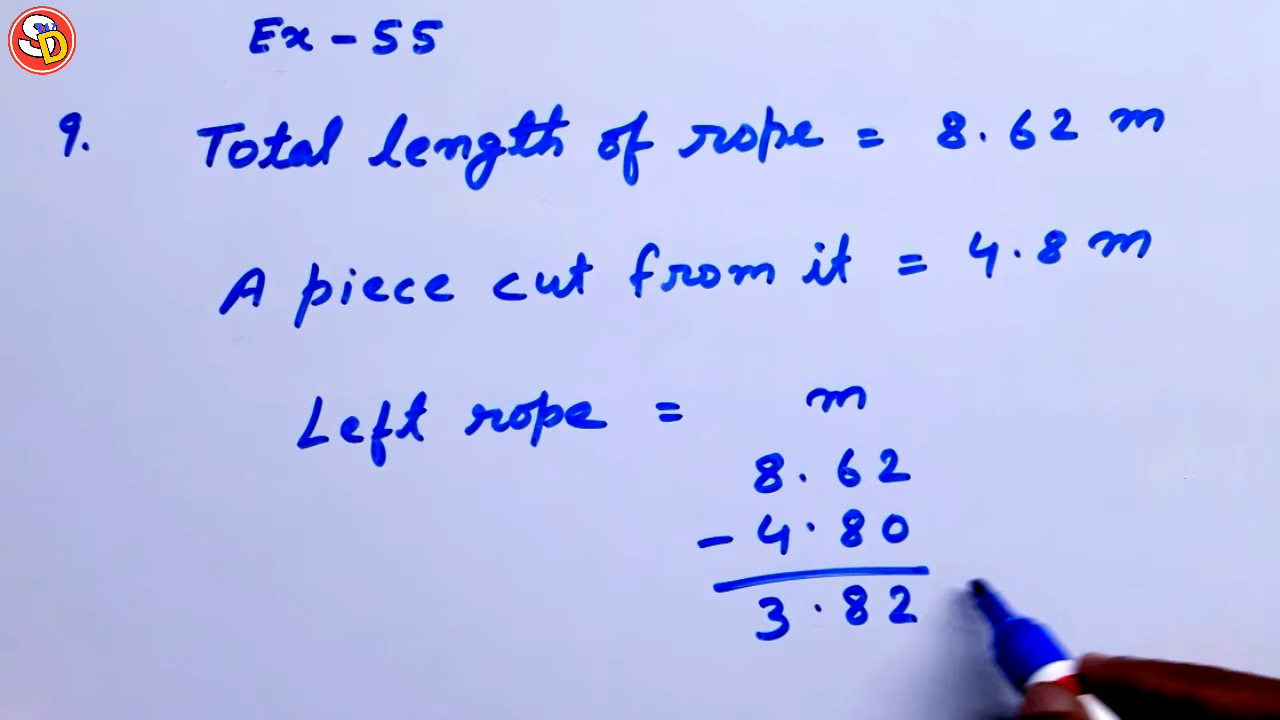 SD
Ex - 55
9. Total length of rope = 8.62 m
A piece cut from it = 4.8 m
Left rope = m
8.62
- 4.80
3.82